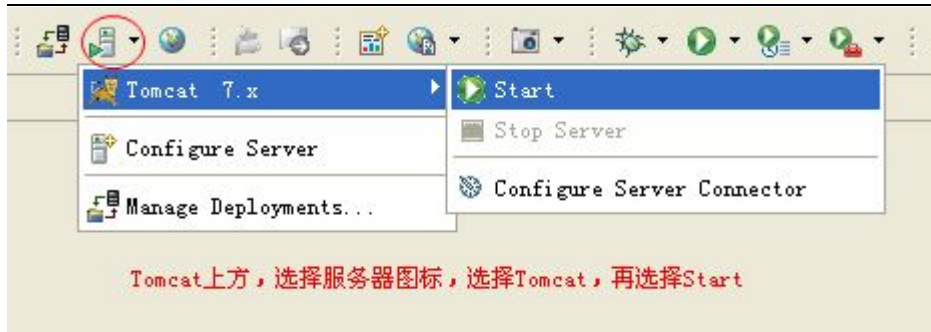 Tomcat 7.x
Start
Stop Server
Configure Server
Configure Server Connector
Manage Deployments...
Tomcat上方，选择服务器图标，选择Tomcat，再选择Start